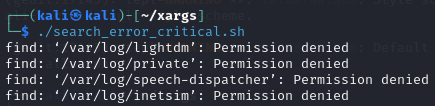 ┌──(kali㉿kali)-[~/xargs]
└─$ ./search_error_critical.sh
find: ‘/var/log/lightdm’: Permission denied
find: ‘/var/log/private’: Permission denied
find: ‘/var/log/speech-dispatcher’: Permission denied
find: ‘/var/log/inetsim’: Permission denied